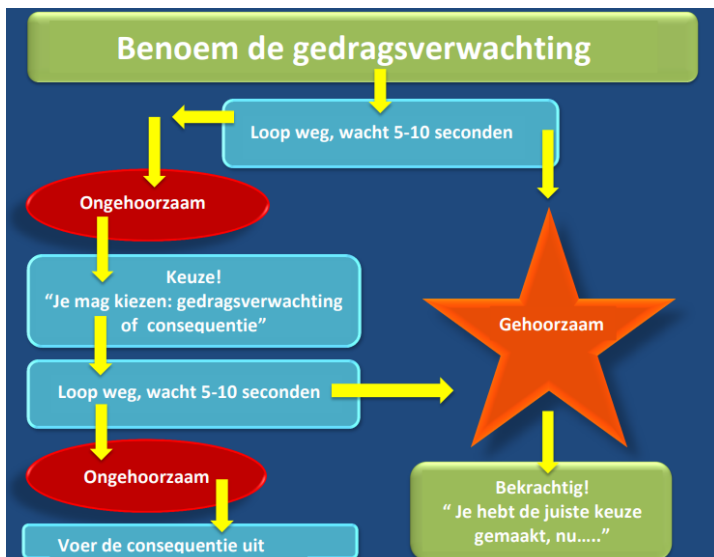 Benoem de gedragsverwachting
Loop weg, wacht 5-10 seconden
Ongehoorzaam
Keuze!
“Je mag kiezen: gedragsverwachting
of consequentie”
Gehoorzaam
Loop weg, wacht 5-10 seconden
Ongehoorzaam
Bekrachtig!
“ Je hebt de juiste keuze
gemaakt, nu…..”
Voer de consequentie uit